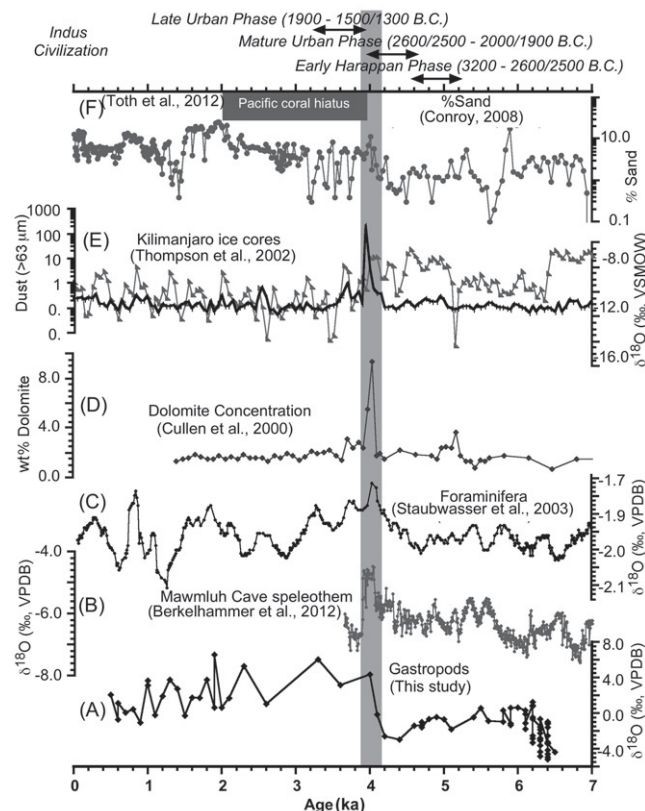 Late Urban Phase (1900 - 1500/1300 B.C.)
Indus
Civilization
Mature Urban Phase (2600/2500 - 2000/1900 B.C.)
Early Harappan Phase (3200 - 2600/2500 B.C.)
(F)
(Toth et al., 2012)
Pacific coral hiatus
%Sand
(Conroy, 2008)
10.0
0.1
% Sand
1000
100
10
1
0.
0.
Dust (>63 μm)
(E)
Kilimanjaro ice cores
(Thompson et al., 2002)
-8.0
12.0
-16.0
δ18O (‰, VSMOW)
8.0
4.0
2.0
0.0
wt% Dolomite
(D)
Dolomite Concentration
(Cullen et al., 2000)
(C)
Foraminifera
(Staubwasser et al., 2003)
-1.7
-1.8
-1.9
-2.0
-2.1
δ18O (‰, VPDB)
-4.0
-6.0
-8.0
δ18O (‰, VPDB)
(B)
Mawmluh Cave speleothem
(Berkelhammer et al., 2012)
(A)
Gastropods
(This study)
8.0
4.0
0.0
-4.0
δ18O (‰, VPDB)
0 1 2 3 4 5 6 7
Age (ka)